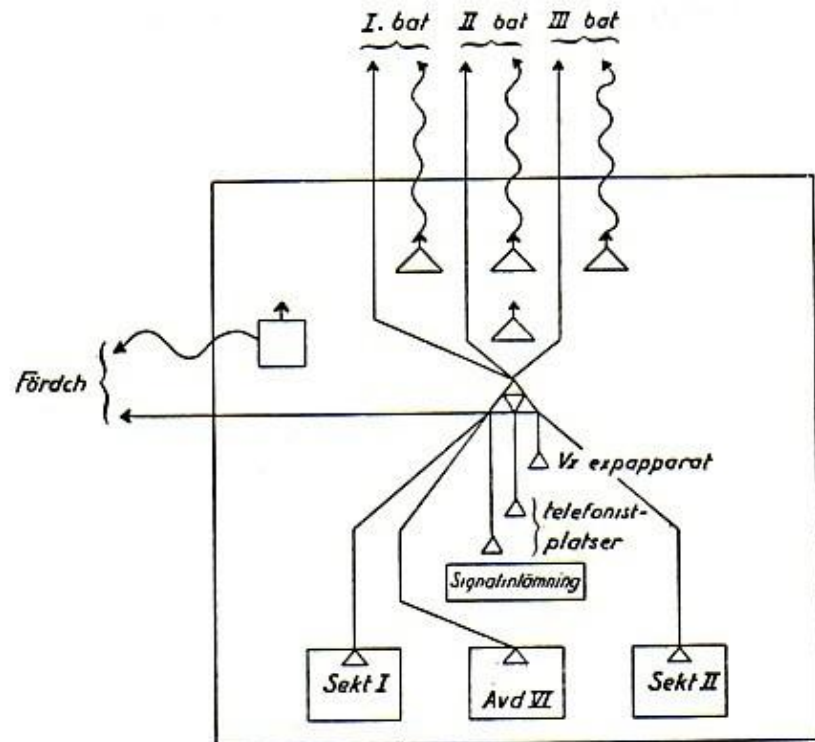 I. bat II bat III bat
Fördch
Vx expapparat
telefonist-
platser
Signalinlämning
Sekt I
Avd VI
Sekt II